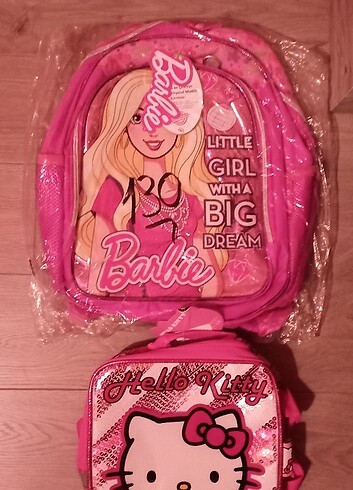 Barbie
LITTLE
GIRL
WITH A
BIG
DREAM
130
Barbie
Hello Kitty